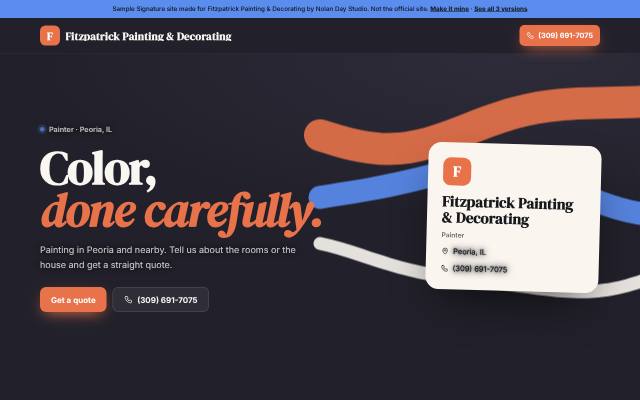 Sample Signature site made for Fitzpatrick Painting & Decorating by Nolan Day Studio. Not the official site. Make it mine · See all 3 versions
F Fitzpatrick Painting & Decorating
(309) 691-7075
Painter · Peoria, IL
Color,
done carefully.
Painting in Peoria and nearby. Tell us about the rooms or the
house and get a straight quote.
Get a quote
(309) 691-7075
F
Fitzpatrick Painting
& Decorating
Painter
Peoria, IL
(309) 691-7075